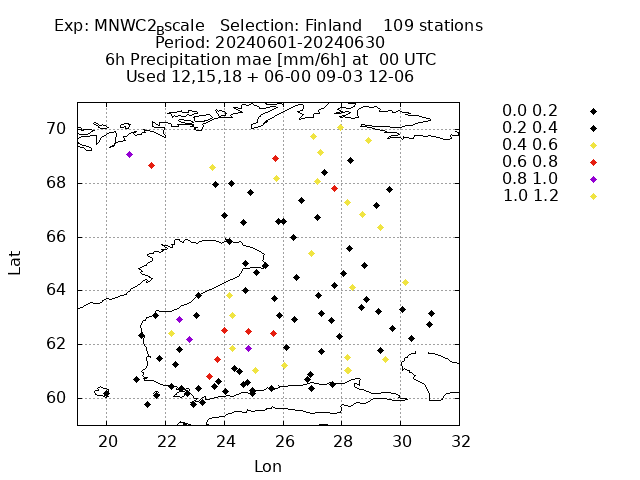 Exp: MNWC2BScale   Selection: Finland    109 stations
Period: 20240601-20240630
6h Precipitation mae [mm/6h] at  00 UTC
Used 12,15,18 + 06-00 09-03 12-06
0.0 0.2
0.2 0.4
0.4 0.6
0.6 0.8
0.8 1.0
1.0 1.2
70
68
66
64
62
60
Lat
20 22 24 26 28 30 32
Lon